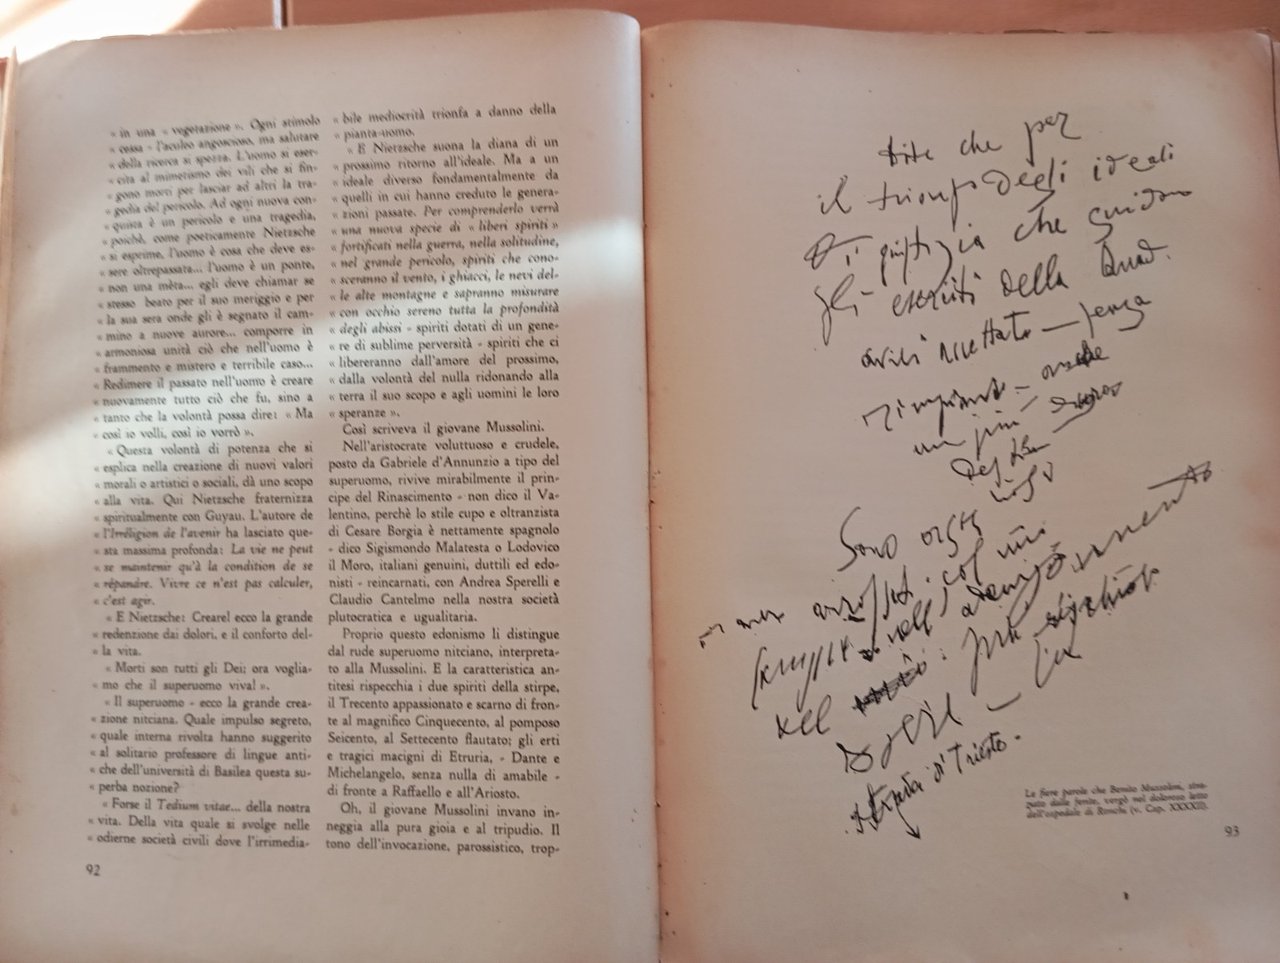 « in una « vegetazione ». Ogni stimolo
« cessa - l'aculeo angoscioso, ma salutare
« della ricerca si spezza. L'uomo si eser-
« cita al mimetismo dei vili che si fin-
« gono morti per lasciar ad altri la tra-
« gedia del pericolo. Ad ogni nuova con-
« quista è un pericolo e una tragedia,
« poichè, come poeticamente Nietzsche
« si esprime, l'uomo è cosa che deve es-
« sere oltrepassata... l'uomo è un ponte,
« non una mèta... egli deve chiamar se
« stesso beato per il suo meriggio e per
« la sua sera onde gli è segnato il cam-
« mino a nuove aurore... comporre in
« armoniosa unità ciò che nell'uomo è
« frammento e mistero e terribile caso...
« Redimere il passato nell'uomo è creare
« nuovamente tutto ciò che fu, sino a
« tanto che la volontà possa dire: « Ma
« così io volli, così io vorrò ».
« Questa volontà di potenza che si
« esplica nella creazione di nuovi valori
« morali o artistici o sociali, dà uno scopo
« alla vita. Qui Nietzsche fraternizza
« spiritualmente con Guyau. L'autore de
« l'Irréligion de l'avenir ha lasciato que-
« sta massima profonda: La vie ne peut
« se maintenir qu'à la condition de se
« répandre. Vivre ce n'est pas calculer,
« c'est agir.
« E Nietzsche: Creare! ecco la grande
« redenzione dai dolori, e il conforto del-
« la vita.
« Morti son tutti gli Dei; ora voglia-
« mo che il superuomo viva! ».
« Il superuomo - ecco la grande crea-
« zione nitciana. Quale impulso segreto,
« quale interna rivolta hanno suggerito
« al solitario professore di lingue anti-
« che dell'università di Basilea questa su-
« perba nozione?
« Forse il Tedium vitae... della nostra
« vita. Della vita quale si svolge nelle
« odierne società civili dove l'irrimedia-
92
« bile mediocrità trionfa a danno della
« pianta-uomo.
« E Nietzsche suona la diana di un
« prossimo ritorno all'ideale. Ma a un
« ideale diverso fondamentalmente da
« quelli in cui hanno creduto le genera-
« zioni passate. Per comprenderlo verrà
« una nuova specie di « liberi spiriti »
« fortificati nella guerra, nella solitudine,
« nel grande pericolo, spiriti che cono-
« sceranno il vento, i ghiacci, le nevi del-
« le alte montagne e sapranno misurare
« con occhio sereno tutta la profondità
« degli abissi - spiriti dotati di un gene-
« re di sublime perversità - spiriti che ci
« libereranno dall'amore del prossimo,
« dalla volontà del nulla ridonando alla
« terra il suo scopo e agli uomini le loro
« speranze ».
Così scriveva il giovane Mussolini.
Nell'aristocrate voluttuoso e crudele,
posto da Gabriele d'Annunzio a tipo del
superuomo, rivive mirabilmente il prin-
cipe del Rinascimento - non dico il Va-
lentino, perchè lo stile cupo e oltranzista
di Cesare Borgia è nettamente spagnolo
- dico Sigismondo Malatesta o Lodovico
il Moro, italiani genuini, duttili ed edo-
nisti - reincarnati, con Andrea Sperelli e
Claudio Cantelmo nella nostra società
plutocratica e ugualitaria.
Proprio questo edonismo li distingue
dal rude superuomo nitciano, interpreta-
to alla Mussolini. E la caratteristica an-
titesi rispecchia i due spiriti della stirpe,
il Trecento appassionato e scarno di fron-
te al magnifico Cinquecento, al pomposo
Seicento, al Settecento flautato; gli erti
e tragici macigni di Etruria, - Dante e
Michelangelo, senza nulla di amabile -
di fronte a Raffaello e all'Ariosto.
Oh, il giovane Mussolini invano in-
neggia alla pura gioia e al tripudio. Il
tono dell'invocazione, parossistico, trop-
Dite che per
il trionfo degli ideali
di giustizia che guidano
gli eserciti della Quad.
avrei accettato — senza
rimpianto —
un più
Sono
col mio
nell'
nel
strada di Trieste.
Le fiere parole che Benito Mussolini, stre-
mato dalle ferite, vergò nel doloroso letto
dell'ospedale di Ronchi (v. Cap. XXXXII).
93